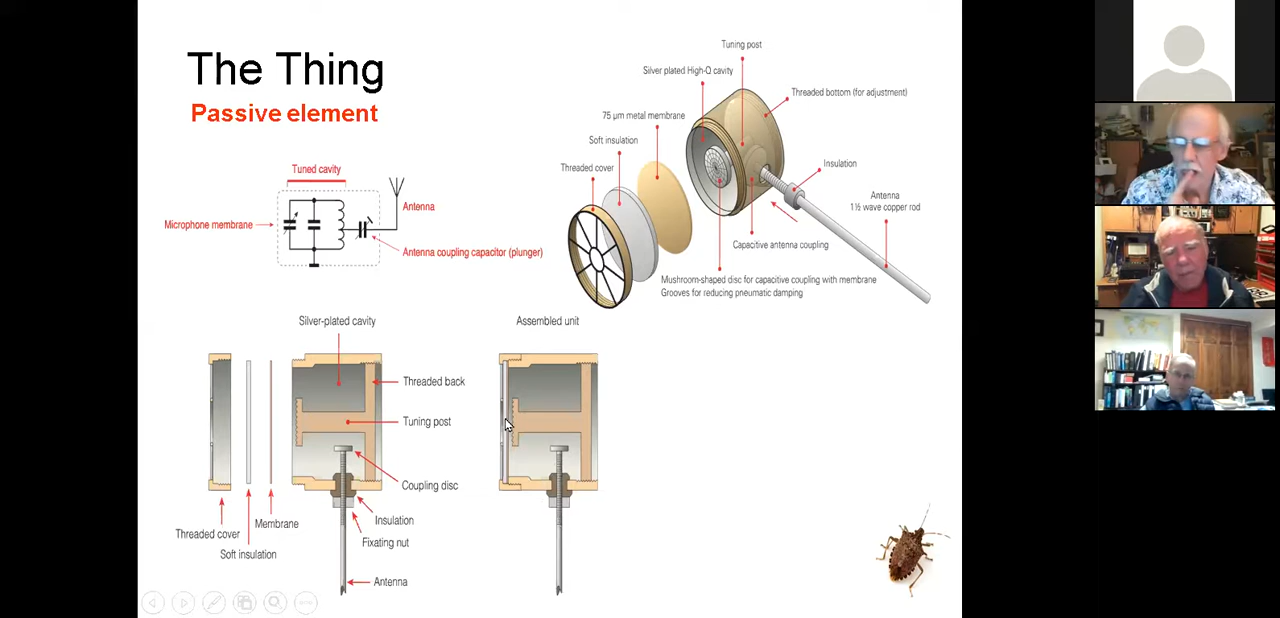 The Thing
Passive element
Tuned cavity
Microphone membrane
Antenna
Antenna coupling capacitor (plunger)
Tuning post
Silver plated High-Q cavity
Threaded bottom (for adjustment)
75 µm metal membrane
Soft insulation
Threaded cover
Insulation
Antenna
1½ wave copper rod
Capacitive antenna coupling
Mushroom-shaped disc for capacitive coupling with membrane
Grooves for reducing pneumatic damping
Silver-plated cavity
Assembled unit
Threaded back
Tuning post
Coupling disc
Insulation
Fixating nut
Antenna
Threaded cover
Soft insulation
Membrane